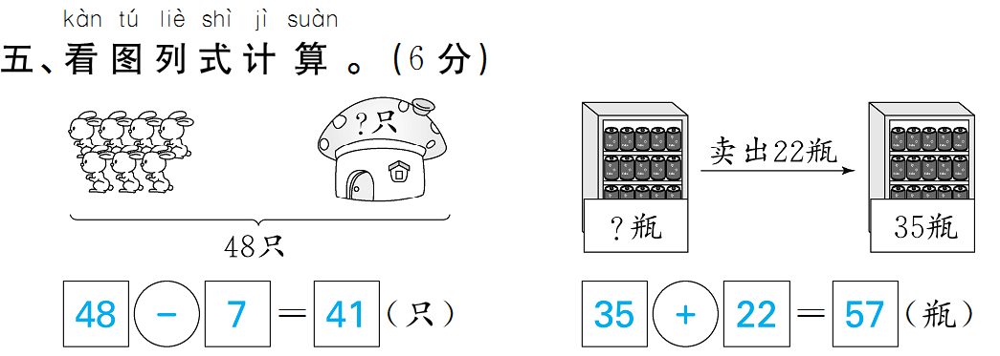 kàn tú liè shì jì suàn
五、看图列式计算。(6 分)
?只
48只
48 - 7 = 41 (只)
卖出22瓶
?瓶
35瓶
35 + 22 = 57 (瓶)